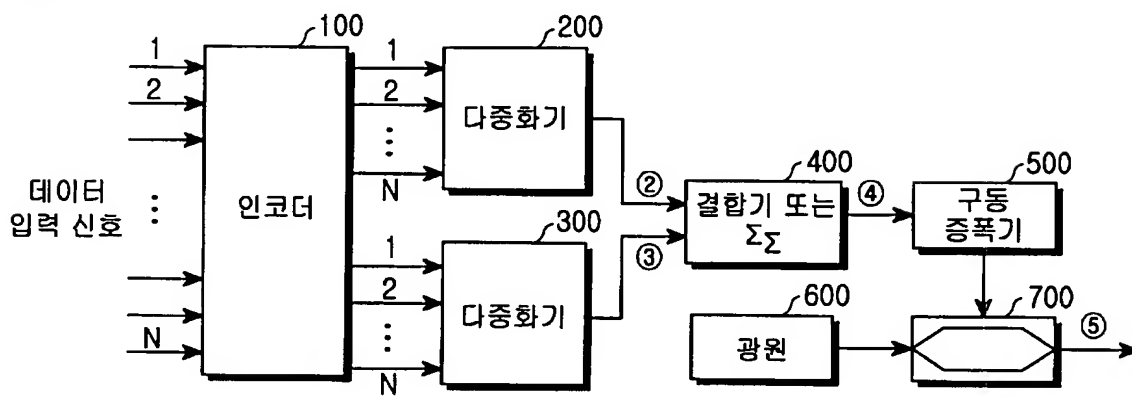 100
200
1
2
N
데이터
입력 신호
인코더
1
2
N
다중화기
②
1
2
N
300
다중화기
③
400
결합기 또는
ΣΣ
④
500
구동
증폭기
600
광원
700
⑤